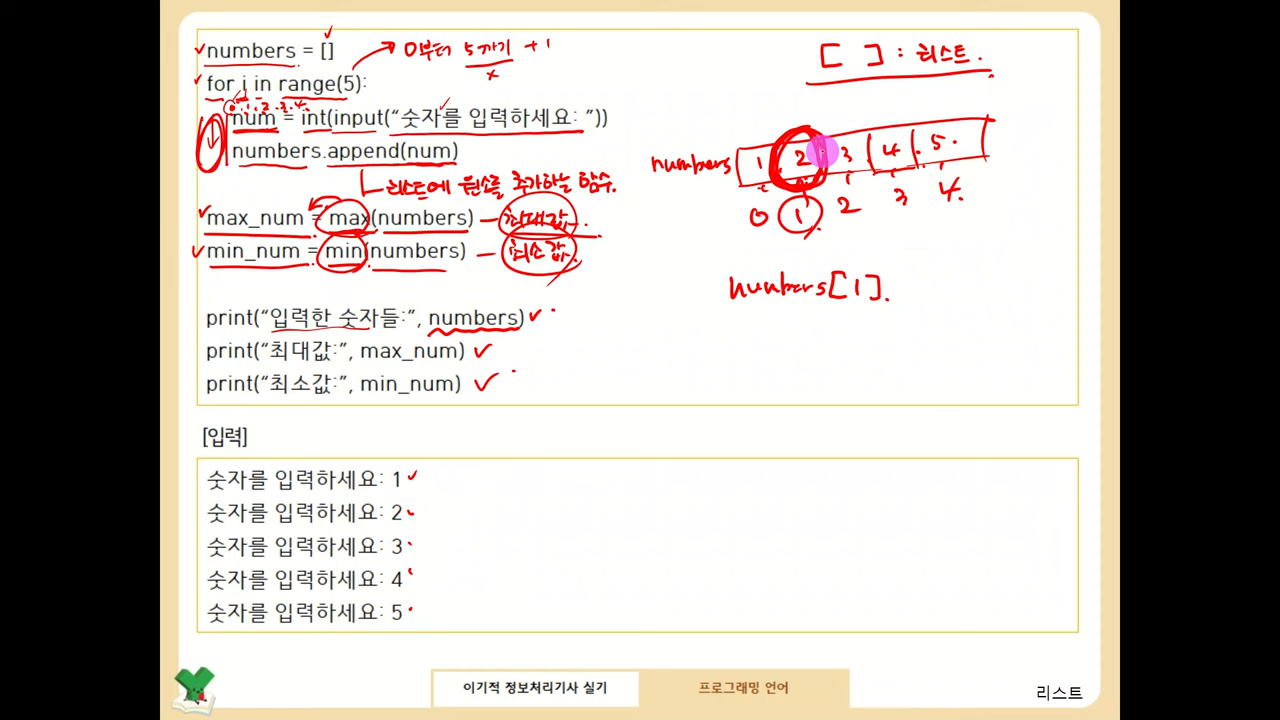 numbers = []
for i in range(5):
num = int(input(“숫자를 입력하세요: ”))
numbers.append(num)
max_num = max(numbers)
min_num = min(numbers)
print(“입력한 숫자들:”, numbers)
print(“최대값:”, max_num)
print(“최소값:”, min_num)
0부터 5까지 +1
x
0. 1. 2. 3. 4.
리스트에 원소를 추가하는 함수.
최대값.
최소값.
[ ] : 리스트.
numbers 1 2 3 4 5
0 1 2 3 4
numbers[1].
[입력]
숫자를 입력하세요: 1
숫자를 입력하세요: 2
숫자를 입력하세요: 3
숫자를 입력하세요: 4
숫자를 입력하세요: 5
이기적 정보처리기사 실기
프로그래밍 언어
리스트